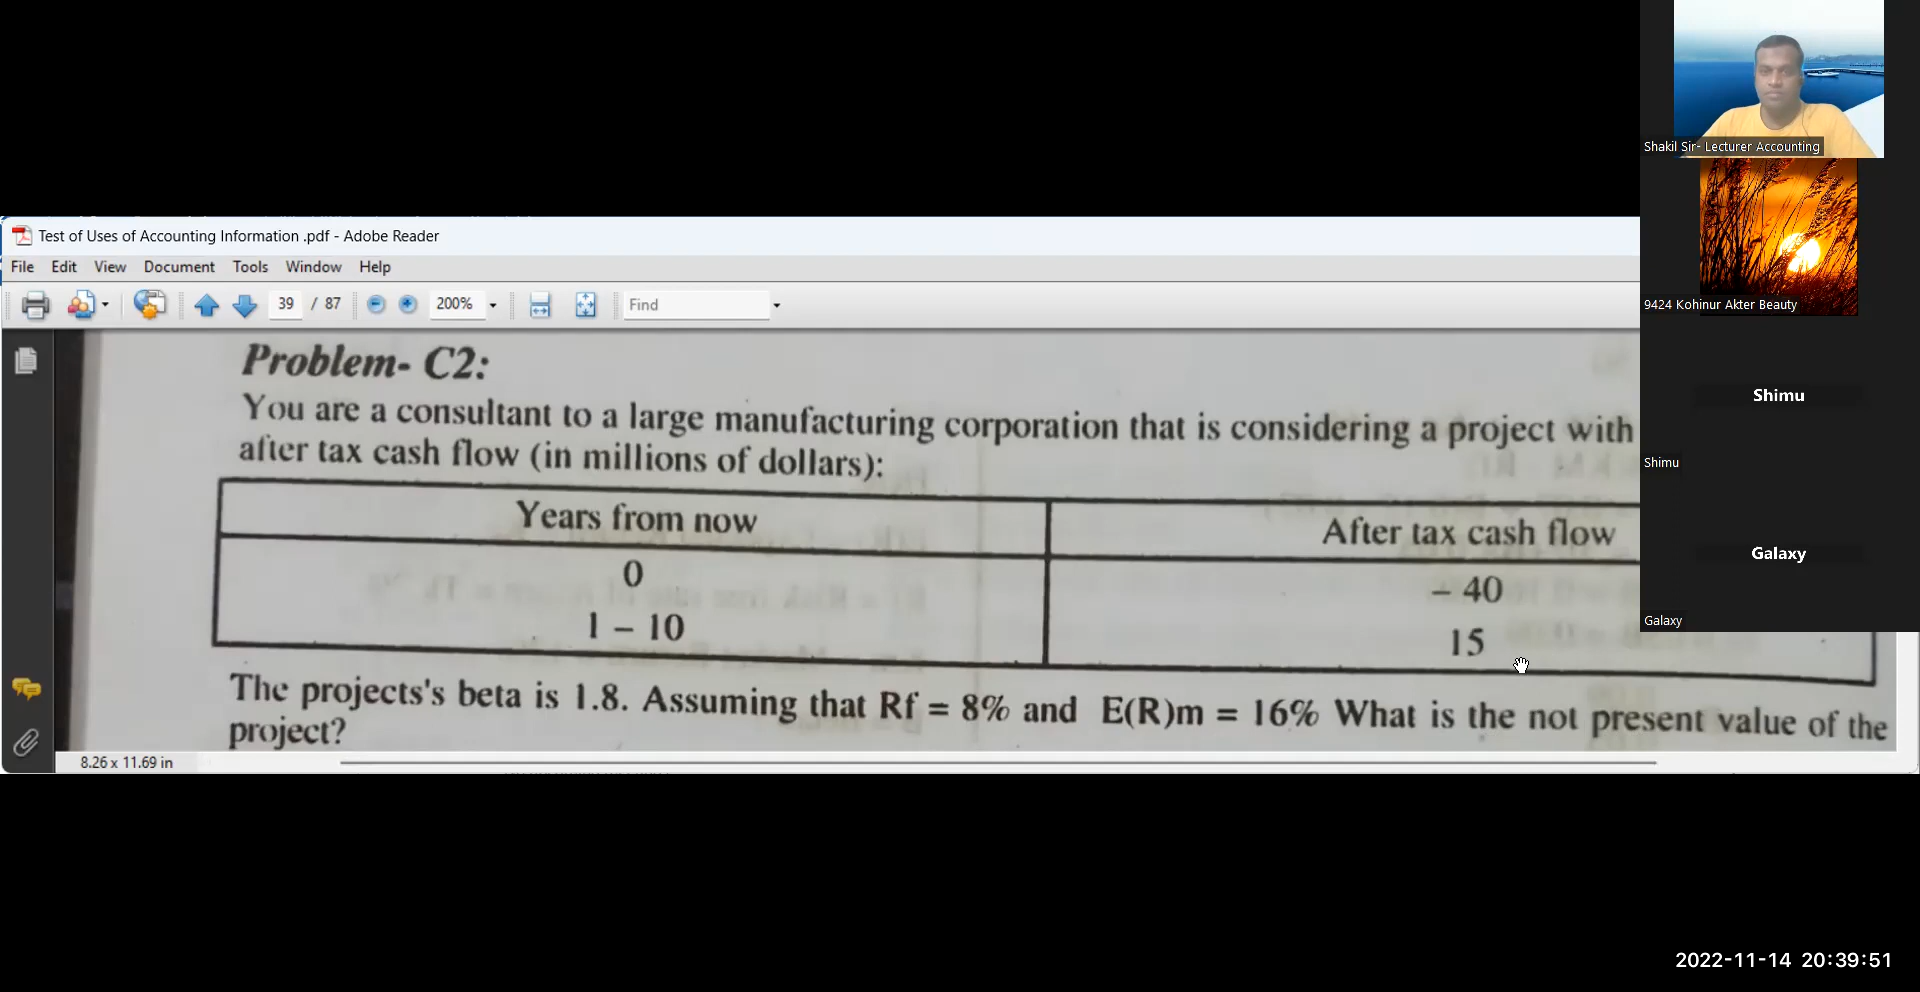 Test of Uses of Accounting Information .pdf - Adobe Reader
File Edit View Document Tools Window Help
39 / 87 200% Find
Problem- C2:
You are a consultant to a large manufacturing corporation that is considering a project with
after tax cash flow (in millions of dollars):
Years from now After tax cash flow
0 – 40
1 – 10 15
The projects's beta is 1.8. Assuming that Rf = 8% and E(R)m = 16% What is the not present value of the
project?
8.26 x 11.69 in
Shakil Sir- Lecturer Accounting
9424 Kohinur Akter Beauty
Shimu
Shimu
Galaxy
Galaxy
2022-11-14 20:39:51